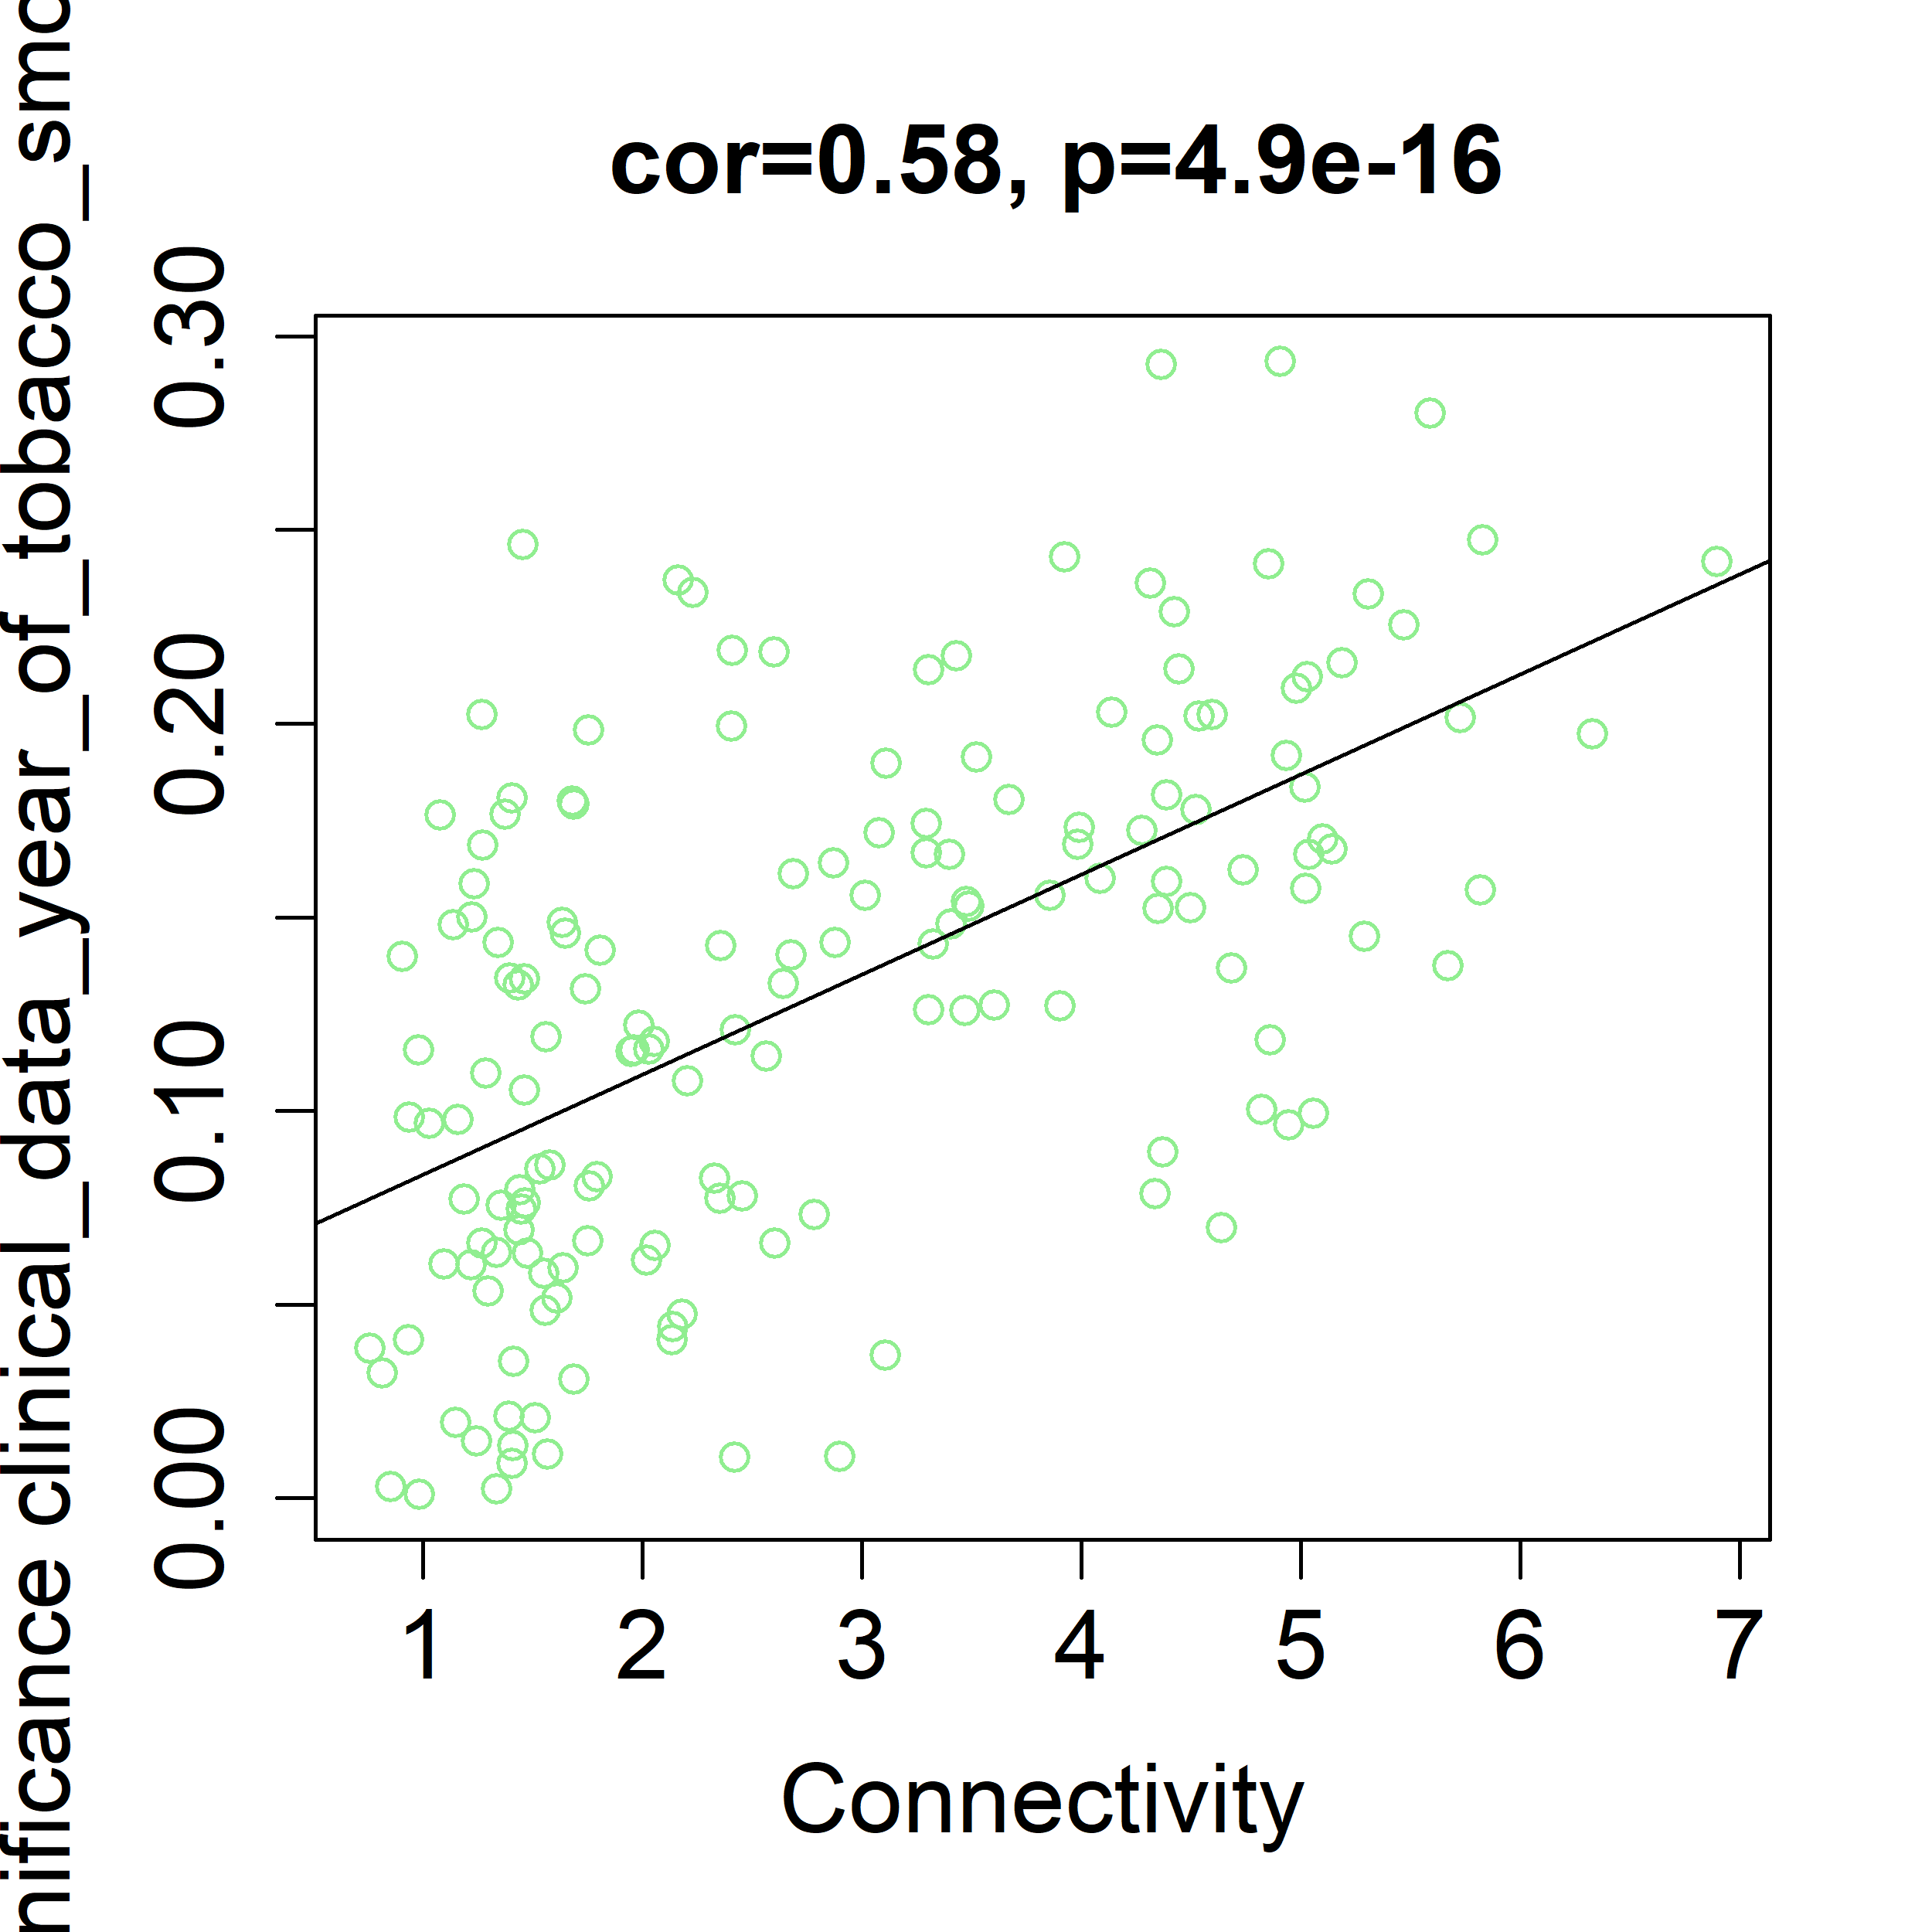 cor=0.58, p=4.9e-16
nificance clinical_data_year_of_tobacco_smo
0.30
0.20
0.10
0.00
1 2 3 4 5 6 7
Connectivity